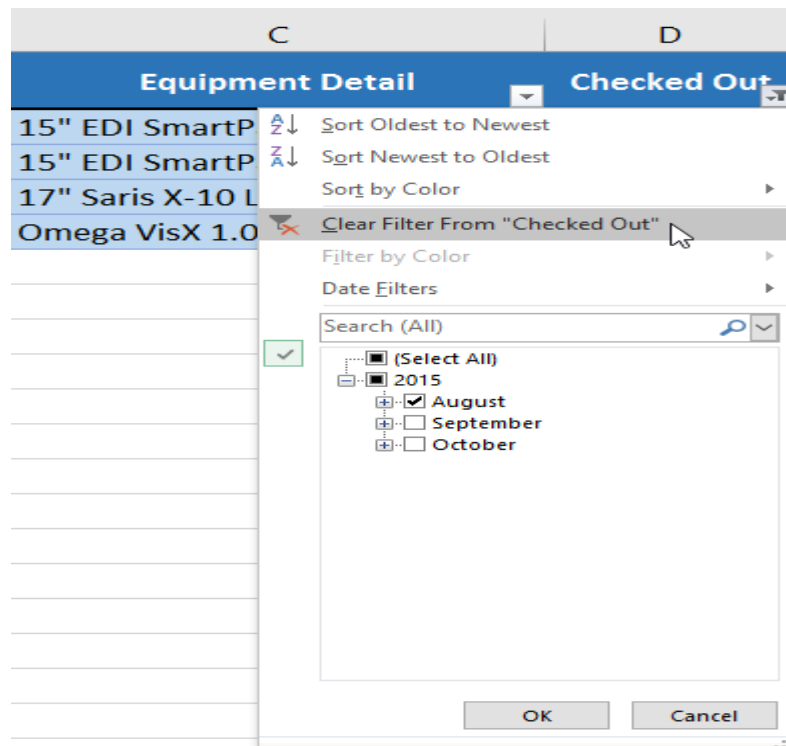 C D
Equipment Detail Checked Out
15" EDI SmartP
15" EDI SmartP
17" Saris X-10 L
Omega VisX 1.0
Sort Oldest to Newest
Sort Newest to Oldest
Sort by Color
Clear Filter From "Checked Out"
Filter by Color
Date Filters
Search (All)
(Select All)
2015
August
September
October
OK Cancel